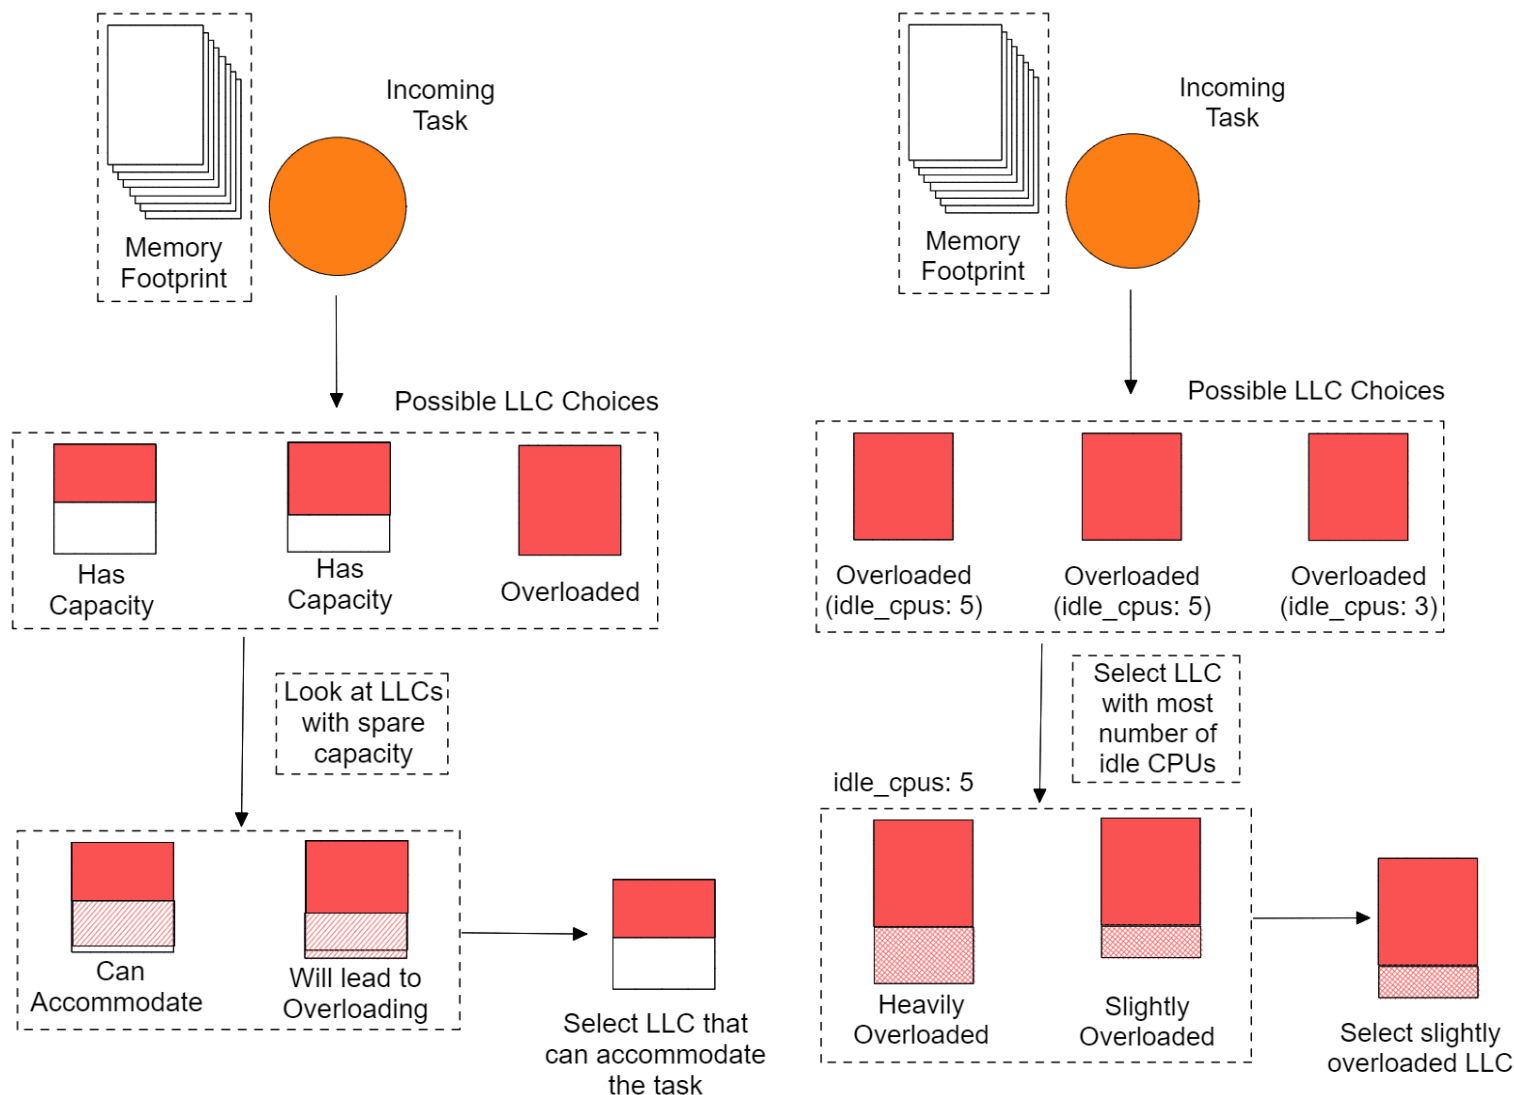 Incoming
Task
Memory
Footprint
Possible LLC Choices
Has
Capacity
Has
Capacity
Overloaded
Look at LLCs
with spare
capacity
Can
Accommodate
Will lead to
Overloading
Select LLC that
can accommodate
the task
Incoming
Task
Memory
Footprint
Possible LLC Choices
Overloaded
(idle_cpus: 5)
Overloaded
(idle_cpus: 5)
Overloaded
(idle_cpus: 3)
Select LLC
with most
number of
idle CPUs
idle_cpus: 5
Heavily
Overloaded
Slightly
Overloaded
Select slightly
overloaded LLC